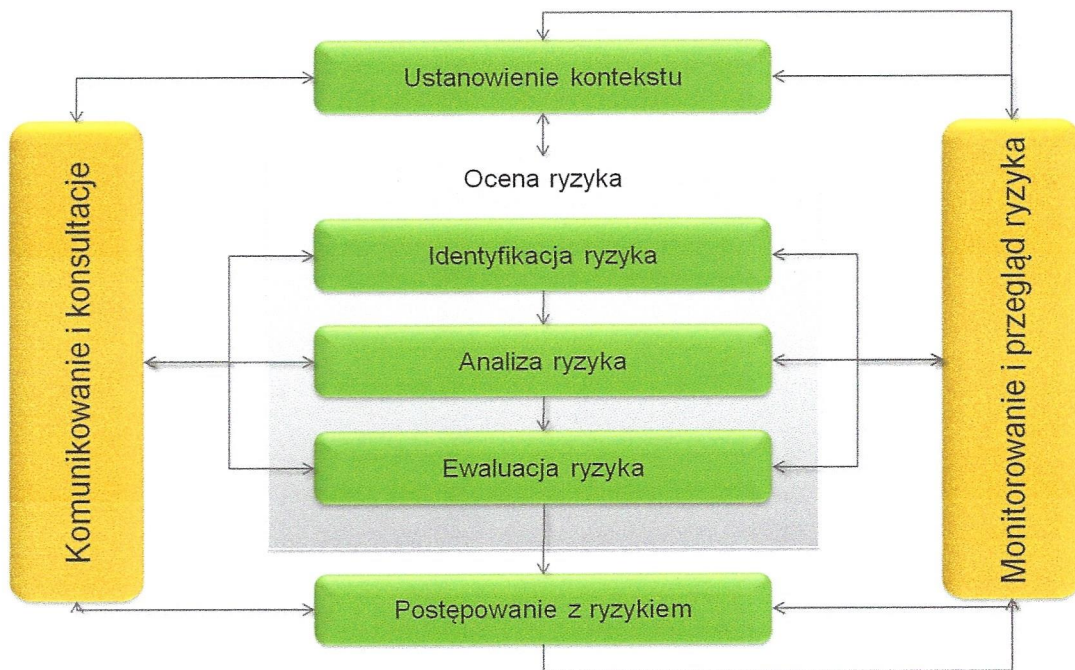 Ustanowienie kontekstu
Ocena ryzyka
Identyfikacja ryzyka
Analiza ryzyka
Ewaluacja ryzyka
Postępowanie z ryzykiem
Komunikowanie i konsultacje
Monitorowanie i przegląd ryzyka